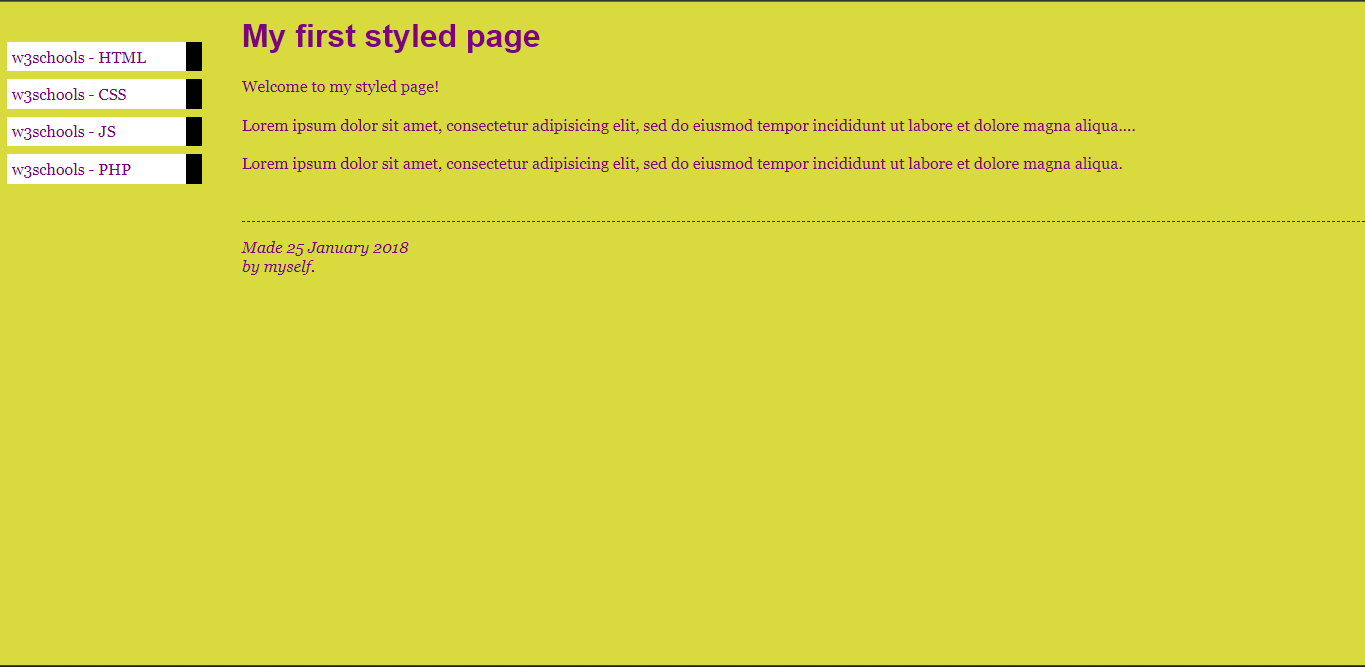 w3schools - HTML
w3schools - CSS
w3schools - JS
w3schools - PHP
My first styled page
Welcome to my styled page!
Lorem ipsum dolor sit amet, consectetur adipisicing elit, sed do eiusmod tempor incididunt ut labore et dolore magna aliqua....
Lorem ipsum dolor sit amet, consectetur adipisicing elit, sed do eiusmod tempor incididunt ut labore et dolore magna aliqua.
Made 25 January 2018
by myself.